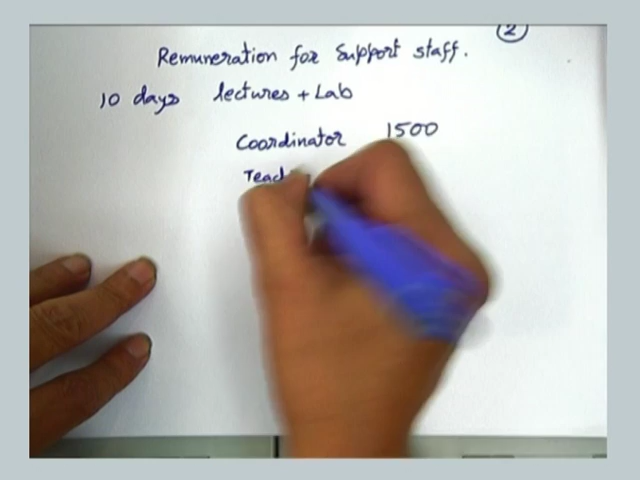 2
Remuneration for Support staff.
10 days lectures + Lab
Coordinator 1500